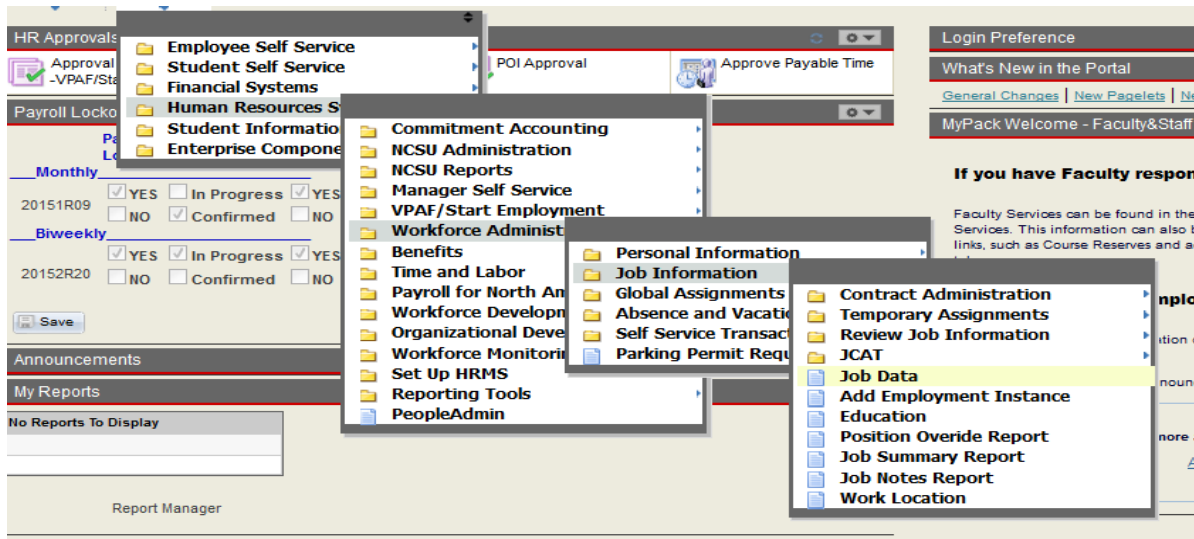 HR Approvals
Approval
-VPAF/Sta
POI Approval
Approve Payable Time
Payroll Locko
Pa
Lo
Monthly
20151R09
YES In Progress YES
NO Confirmed NO
Biweekly
20152R20
YES In Progress YES
NO Confirmed NO
Save
Announcements
My Reports
No Reports To Display
Report Manager
Employee Self Service
Student Self Service
Financial Systems
Human Resources S
Student Informatio
Enterprise Compone
Commitment Accounting
NCSU Administration
NCSU Reports
Manager Self Service
VPAF/Start Employment
Workforce Administ
Benefits
Time and Labor
Payroll for North Am
Workforce Developm
Organizational Deve
Workforce Monitorin
Set Up HRMS
Reporting Tools
PeopleAdmin
Personal Information
Job Information
Global Assignments
Absence and Vacatio
Self Service Transact
Parking Permit Requ
Contract Administration
Temporary Assignments
Review Job Information
JCAT
Job Data
Add Employment Instance
Education
Position Overide Report
Job Summary Report
Job Notes Report
Work Location
Login Preference
What's New in the Portal
General Changes | New Pagelets | Ne
MyPack Welcome - Faculty&Staff
If you have Faculty respon
Faculty Services can be found in the
Services. This information can also b
links, such as Course Reserves and a
mplo
ation
noun
more
A